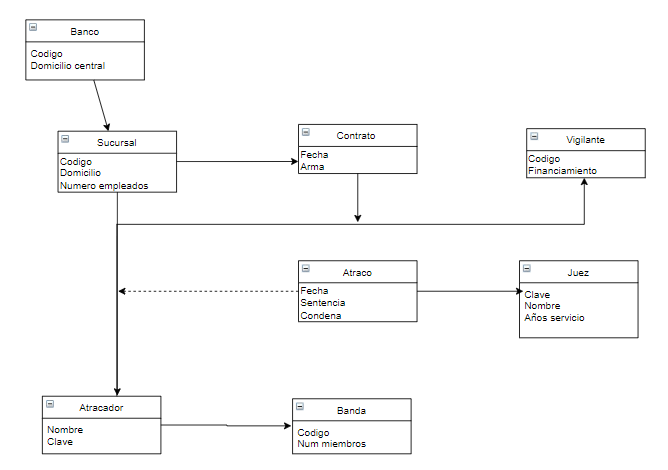 Banco
Codigo
Domicilio central
Sucursal
Codigo
Domicilio
Numero empleados
Contrato
Fecha
Arma
Vigilante
Codigo
Financiamiento
Atraco
Fecha
Sentencia
Condena
Juez
Clave
Nombre
Años servicio
Atracador
Nombre
Clave
Banda
Codigo
Num miembros